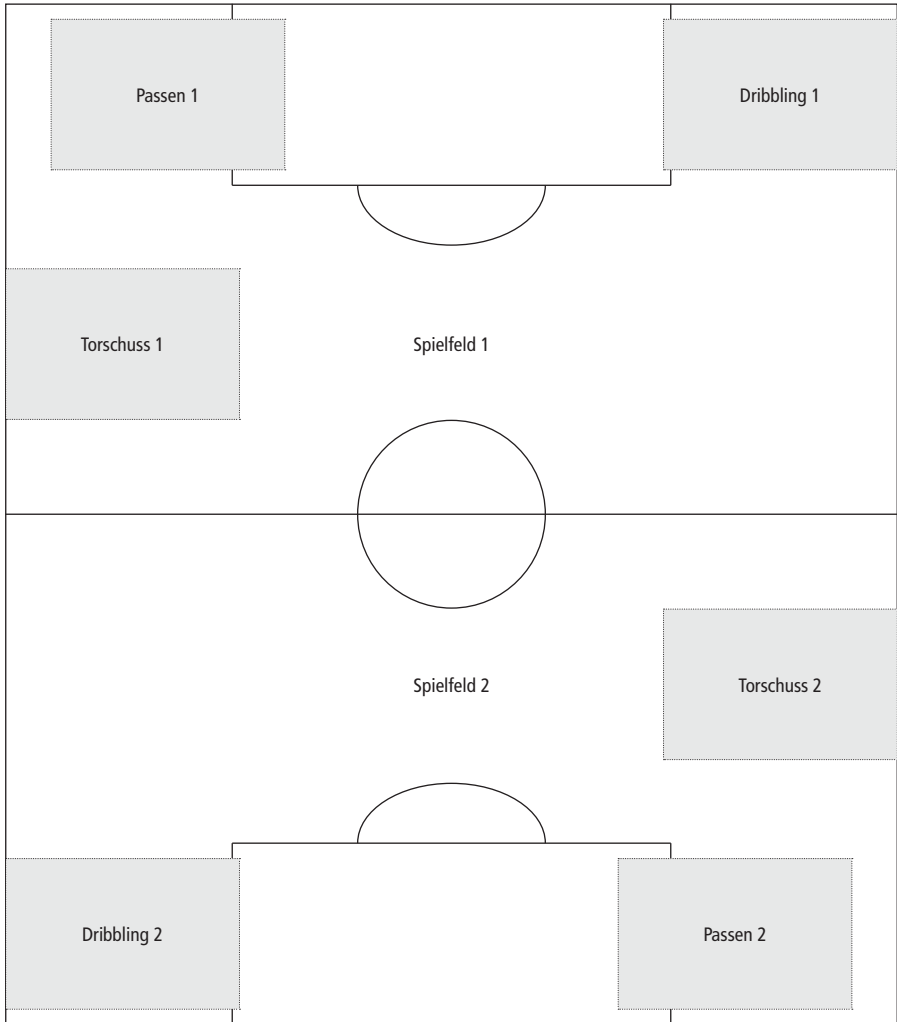 Passen 1
Dribbling 1
Torschuss 1
Spielfeld 1
Spielfeld 2
Torschuss 2
Dribbling 2
Passen 2